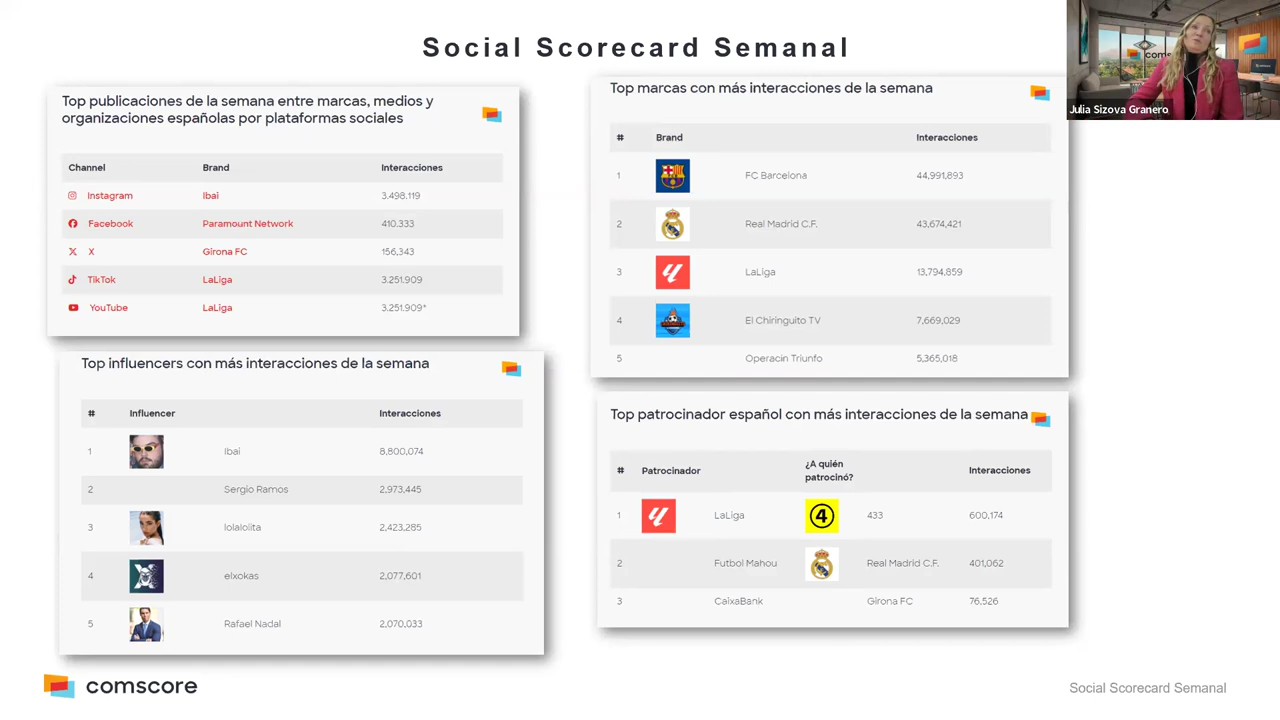 Social Scorecard Semanal
comscore
Julia Sizova Granero
Top publicaciones de la semana entre marcas, medios y
organizaciones españolas por plataformas sociales
Channel Brand Interacciones
Instagram Ibai 3.498.119
Facebook Paramount Network 410.333
X Girona FC 156,343
TikTok LaLiga 3.251.909
YouTube LaLiga 3.251.909*
Top influencers con más interacciones de la semana
# Influencer Interacciones
1 Ibai 8,800,074
2 Sergio Ramos 2,973,445
3 lolaloiita 2,423,285
4 elxokas 2,077,601
5 Rafael Nadal 2,070,033
Top marcas con más interacciones de la semana
# Brand Interacciones
1 FC Barcelona 44,991,893
2 Real Madrid C.F. 43,674,421
3 LaLiga 13,794,859
4 El Chiringuito TV 7,669,029
5 Operacin Triunfo 5,365,018
Top patrocinador español con más interacciones de la semana
# Patrocinador ¿A quién patrocinó? Interacciones
1 LaLiga 4 433 600,174
2 Futbol Mahou Real Madrid C.F. 401,062
3 CaixaBank Girona FC 76,526
comscore
Social Scorecard Semanal